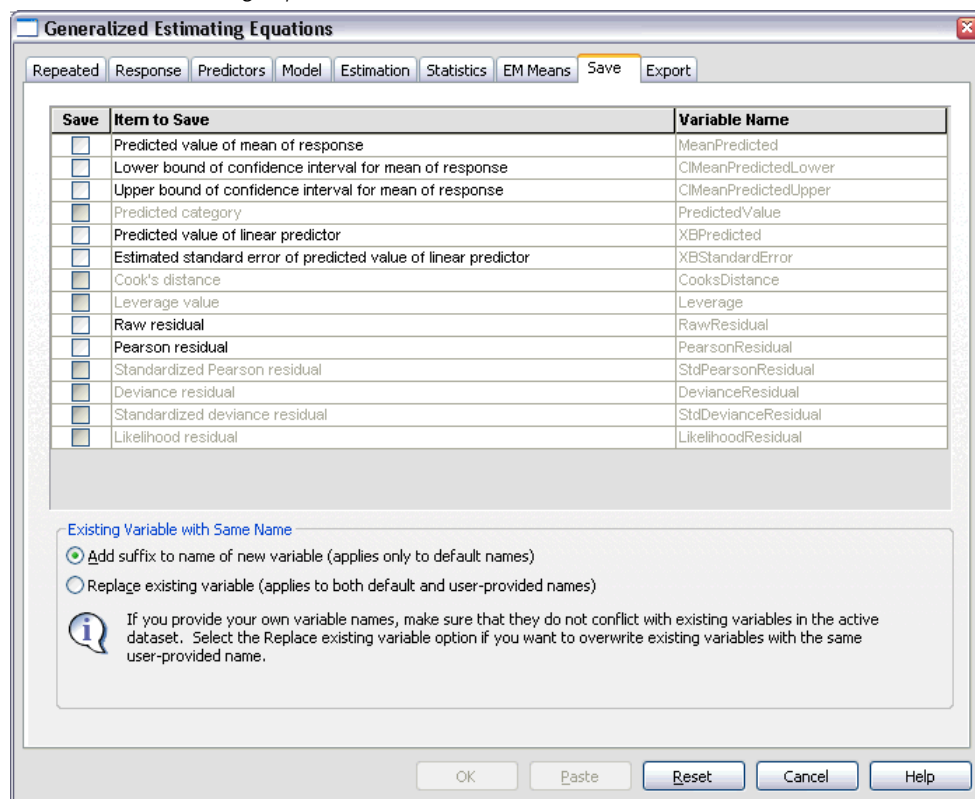 Generalized Estimating Equations
Repeated Response Predictors Model Estimation Statistics EM Means Save Export
Save Item to Save Variable Name
Predicted value of mean of response MeanPredicted
Lower bound of confidence interval for mean of response CIMeanPredictedLower
Upper bound of confidence interval for mean of response CIMeanPredictedUpper
Predicted category PredictedValue
Predicted value of linear predictor XBPredicted
Estimated standard error of predicted value of linear predictor XBStandardError
Cook's distance CooksDistance
Leverage value Leverage
Raw residual RawResidual
Pearson residual PearsonResidual
Standardized Pearson residual StdPearsonResidual
Deviance residual DevianceResidual
Standardized deviance residual StdDevianceResidual
Likelihood residual LikelihoodResidual
Existing Variable with Same Name
Add suffix to name of new variable (applies only to default names)
Replace existing variable (applies to both default and user-provided names)
If you provide your own variable names, make sure that they do not conflict with existing variables in the active
dataset. Select the Replace existing variable option if you want to overwrite existing variables with the same
user-provided name.
OK Paste Reset Cancel Help